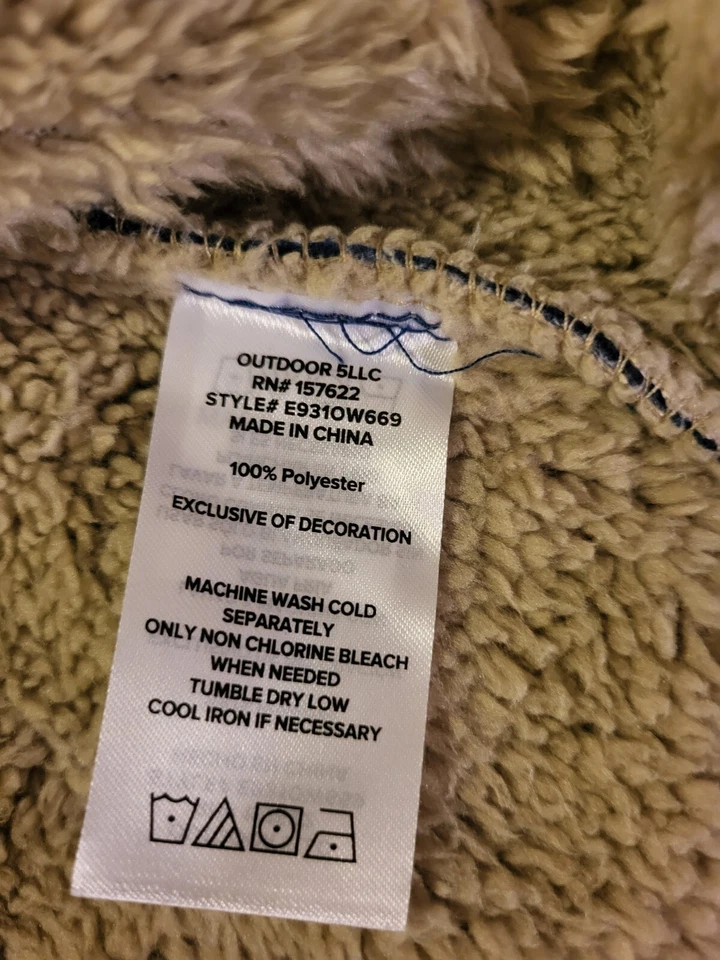 OUTDOOR 5LLC
RN# 157622
STYLE# E931OW669
MADE IN CHINA
100% Polyester
EXCLUSIVE OF DECORATION
MACHINE WASH COLD
SEPARATELY
ONLY NON CHLORINE BLEACH
WHEN NEEDED
TUMBLE DRY LOW
COOL IRON IF NECESSARY